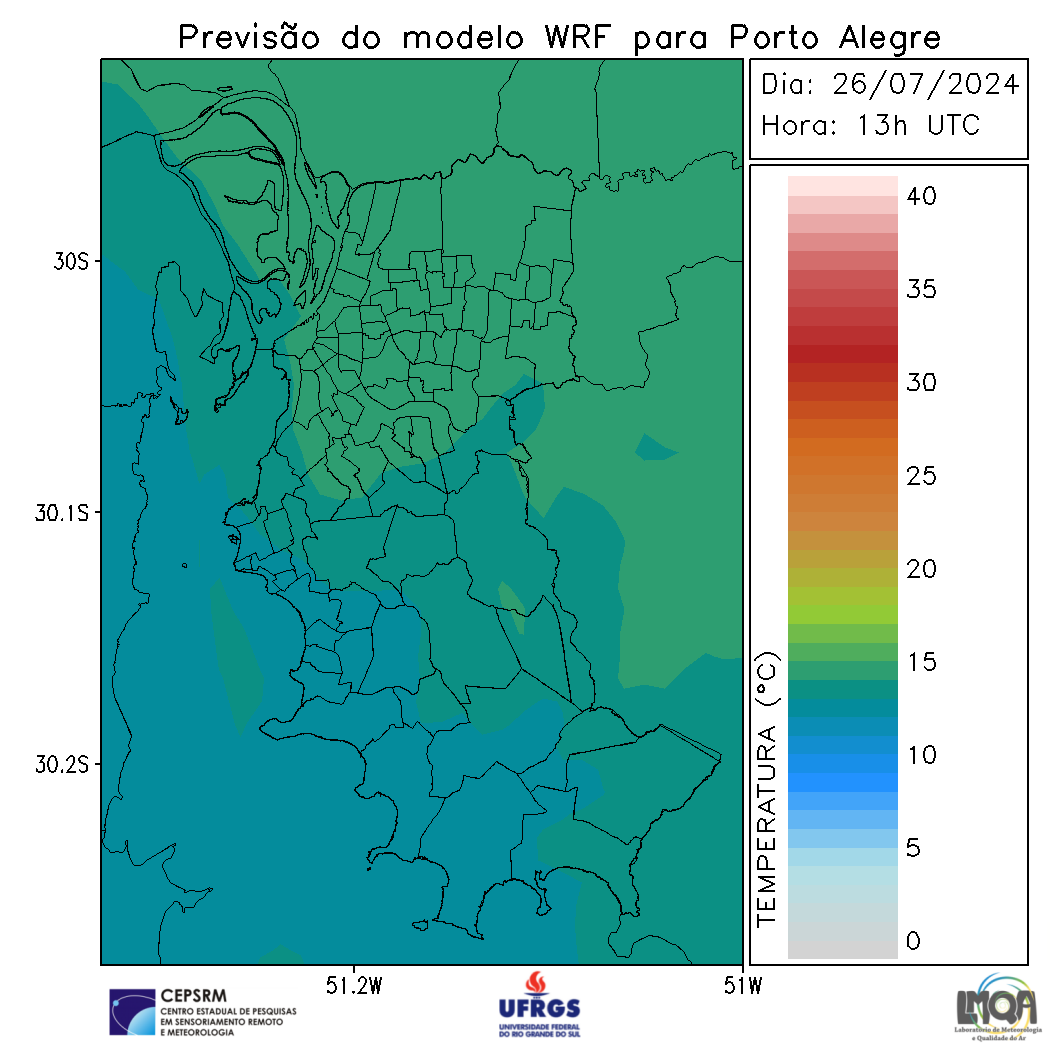 Previsão do modelo WRF para Porto Alegre
Dia: 26/07/2024
Hora: 13h UTC
30S
30.1S
30.2S
51.2W
51W
40
35
30
25
20
15
10
5
0
TEMPERATURA (°C)
CEPSRM
CENTRO ESTADUAL DE PESQUISAS
EM SENSORIAMENTO REMOTO
E METEOROLOGIA
UFRGS
UNIVERSIDADE FEDERAL
DO RIO GRANDE DO SUL
LMQA
Laboratório de Meteorologia
e Qualidade do Ar